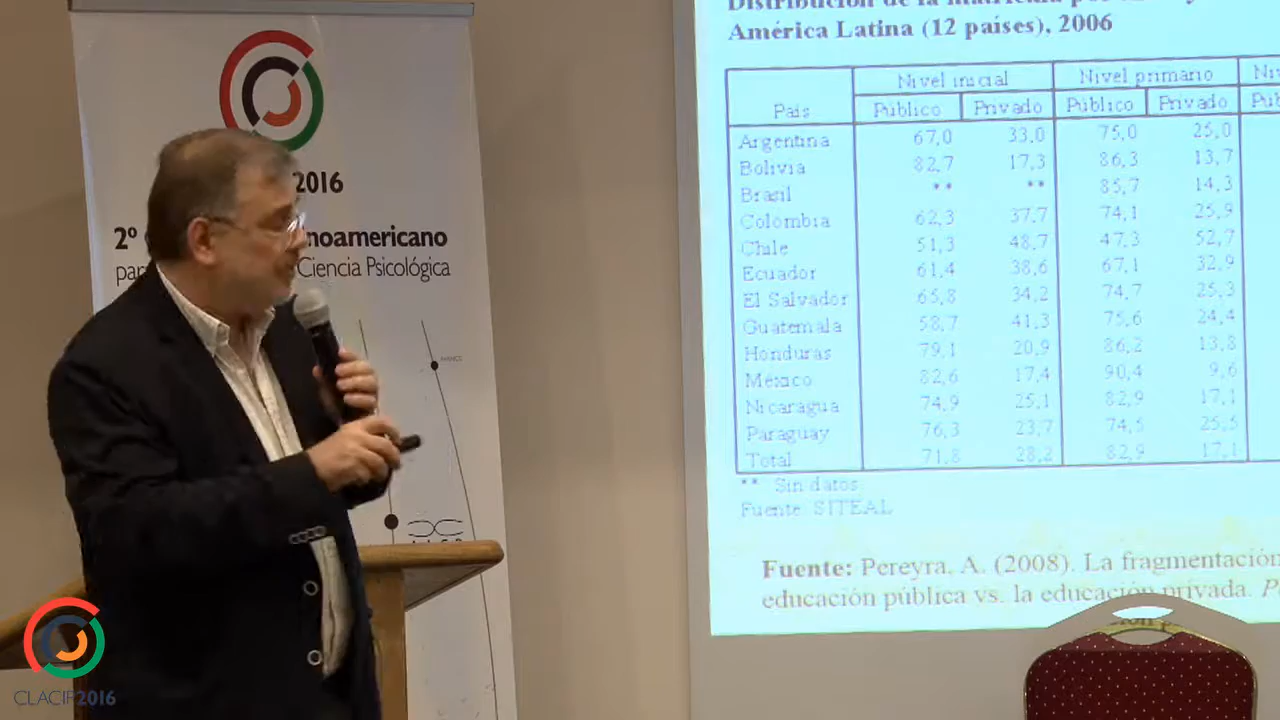 2016
2º noamericano
par Ciencia Psicológica
AVANCE
CLACIP2016
América Latina (12 países), 2006
País Nivel inicial Nivel primario
Público Privado Público Privado
Argentina 67,0 33,0 75,0 25,0
Bolivia 82,7 17,3 86,3 13,7
Brasil ** ** 85,7 14,3
Colombia 62,3 37,7 74,1 25,9
Chile 51,3 48,7 47,3 52,7
Ecuador 61,4 38,6 67,1 32,9
El Salvador 65,8 34,2 74,7 25,3
Guatemala 58,7 41,3 75,6 24,4
Honduras 79,1 20,9 86,2 13,8
México 82,6 17,4 90,4 9,6
Nicaragua 74,9 25,1 82,9 17,1
Paraguay 76,3 23,7 74,5 25,5
Total 71,8 28,2 82,9 17,1
** Sin datos
Fuente: SITEAL
Fuente: Pereyra, A. (2008). La fragmentación
educación pública vs. la educación privada.